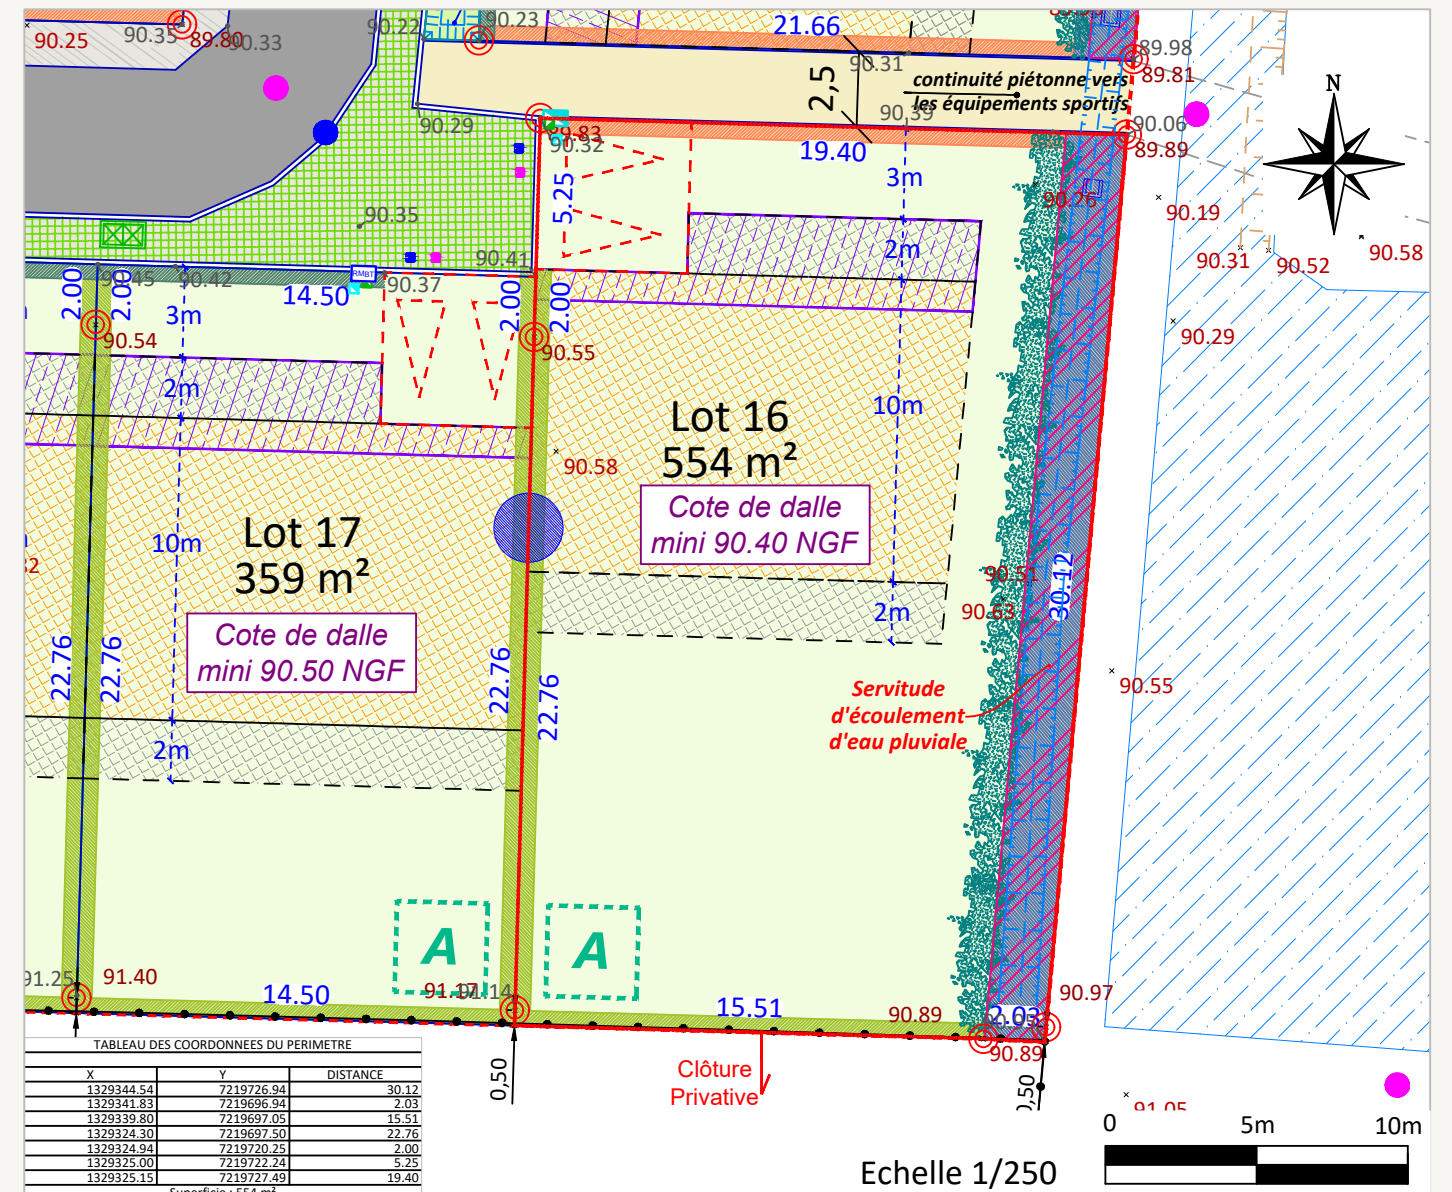 90.25
90.35
89.80
90.33
90.22
90.23
21.66
90.31
2,5
continuité piétonne vers
les équipements sportifs
89.98
89.81
90.29
89.83
90.32
90.39
90.06
89.89
19.40
3m
N
5.25
90.35
90.76
90.19
90.41
2m
90.31
90.52
90.58
2.00
90.45
2.00
90.42
RMBT
14.50
90.37
2.00
2.00
3m
90.54
90.55
90.29
2m
Lot 16
554 m²
10m
90.58
Cote de dalle
mini 90.40 NGF
Lot 17
359 m²
10m
Cote de dalle
mini 90.50 NGF
90.51
90.63
2m
30.12
22.76
22.76
22.76
22.76
90.55
Servitude
d'écoulement
d'eau pluviale
2m
A
A
91.25
91.40
14.50
91.17
91.14
15.51
90.89
2.03
90.97
90.89
0,50
Clôture
Privative
0,50
91.05
TABLEAU DES COORDONNEES DU PERIMETRE
X Y DISTANCE
1329344.54 7219726.94 30.12
1329341.83 7219696.94 2.03
1329339.80 7219697.05 15.51
1329324.30 7219697.50 22.76
1329324.94 7219720.25 2.00
1329325.00 7219722.24 5.25
1329325.15 7219727.49 19.40
Superficie : 554 m²
Echelle 1/250
0 5m 10m